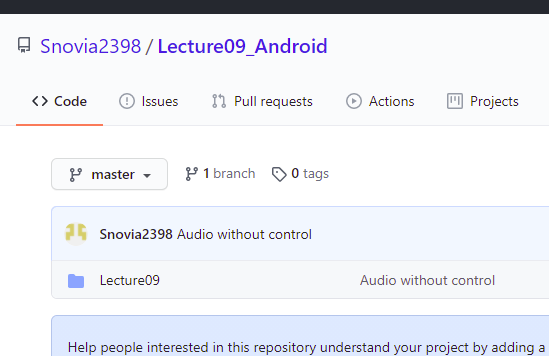 Snovia2398 / Lecture09_Android
Code Issues Pull requests Actions Projects
master 1 branch 0 tags
Snovia2398 Audio without control
Lecture09 Audio without control
Help people interested in this repository understand your project by adding a